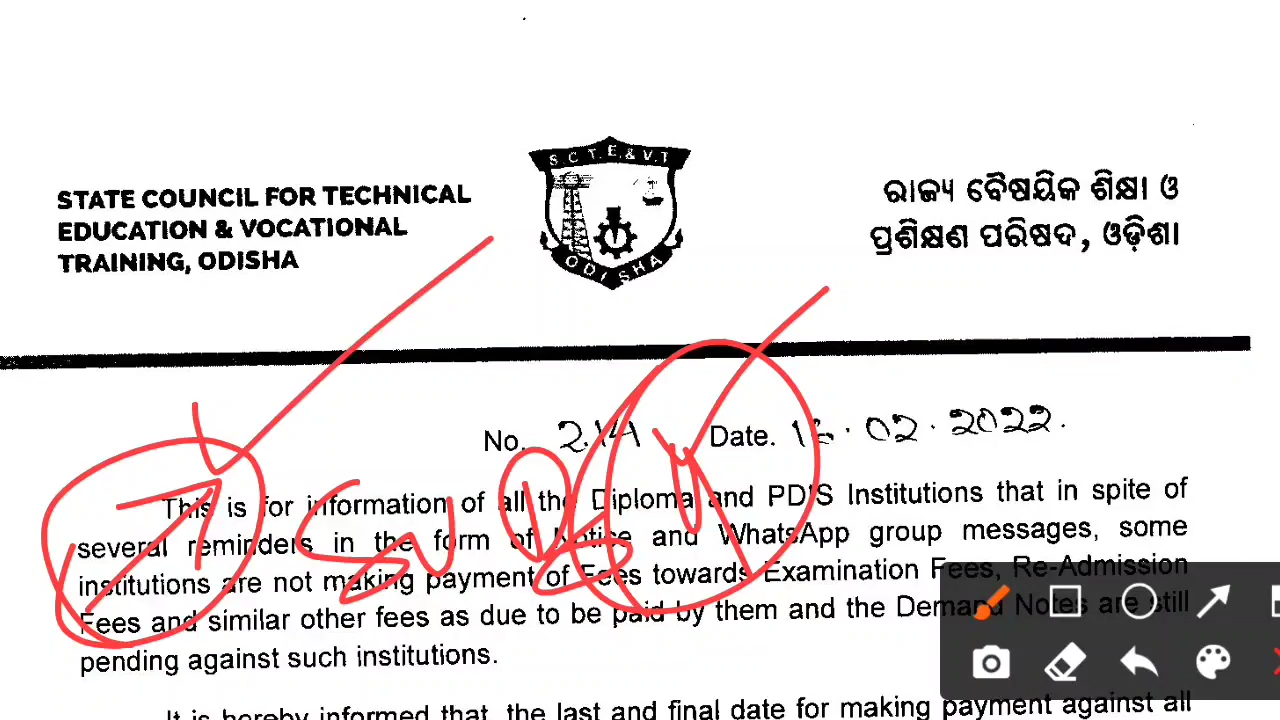 STATE COUNCIL FOR TECHNICAL
EDUCATION & VOCATIONAL
TRAINING, ODISHA
S.C.T.E.&V.T
ODISHA
ରାଜ୍ୟ ବୈଷୟିକ ଶିକ୍ଷା ଓ
ପ୍ରଶିକ୍ଷଣ ପରିଷଦ, ଓଡ଼ିଶା
No. 214 Date. 02.2022.
This is for information of all the Diploma and PDIS Institutions that in spite of
several reminders in the form of Notice and WhatsApp group messages, some
institutions are not making payment of Fees towards Examination Fees, Re-Admission
Fees and similar other fees as due to be paid by them and the Demand Notes are still
pending against such institutions.
It is hereby informed that, the last and final date for making payment against all